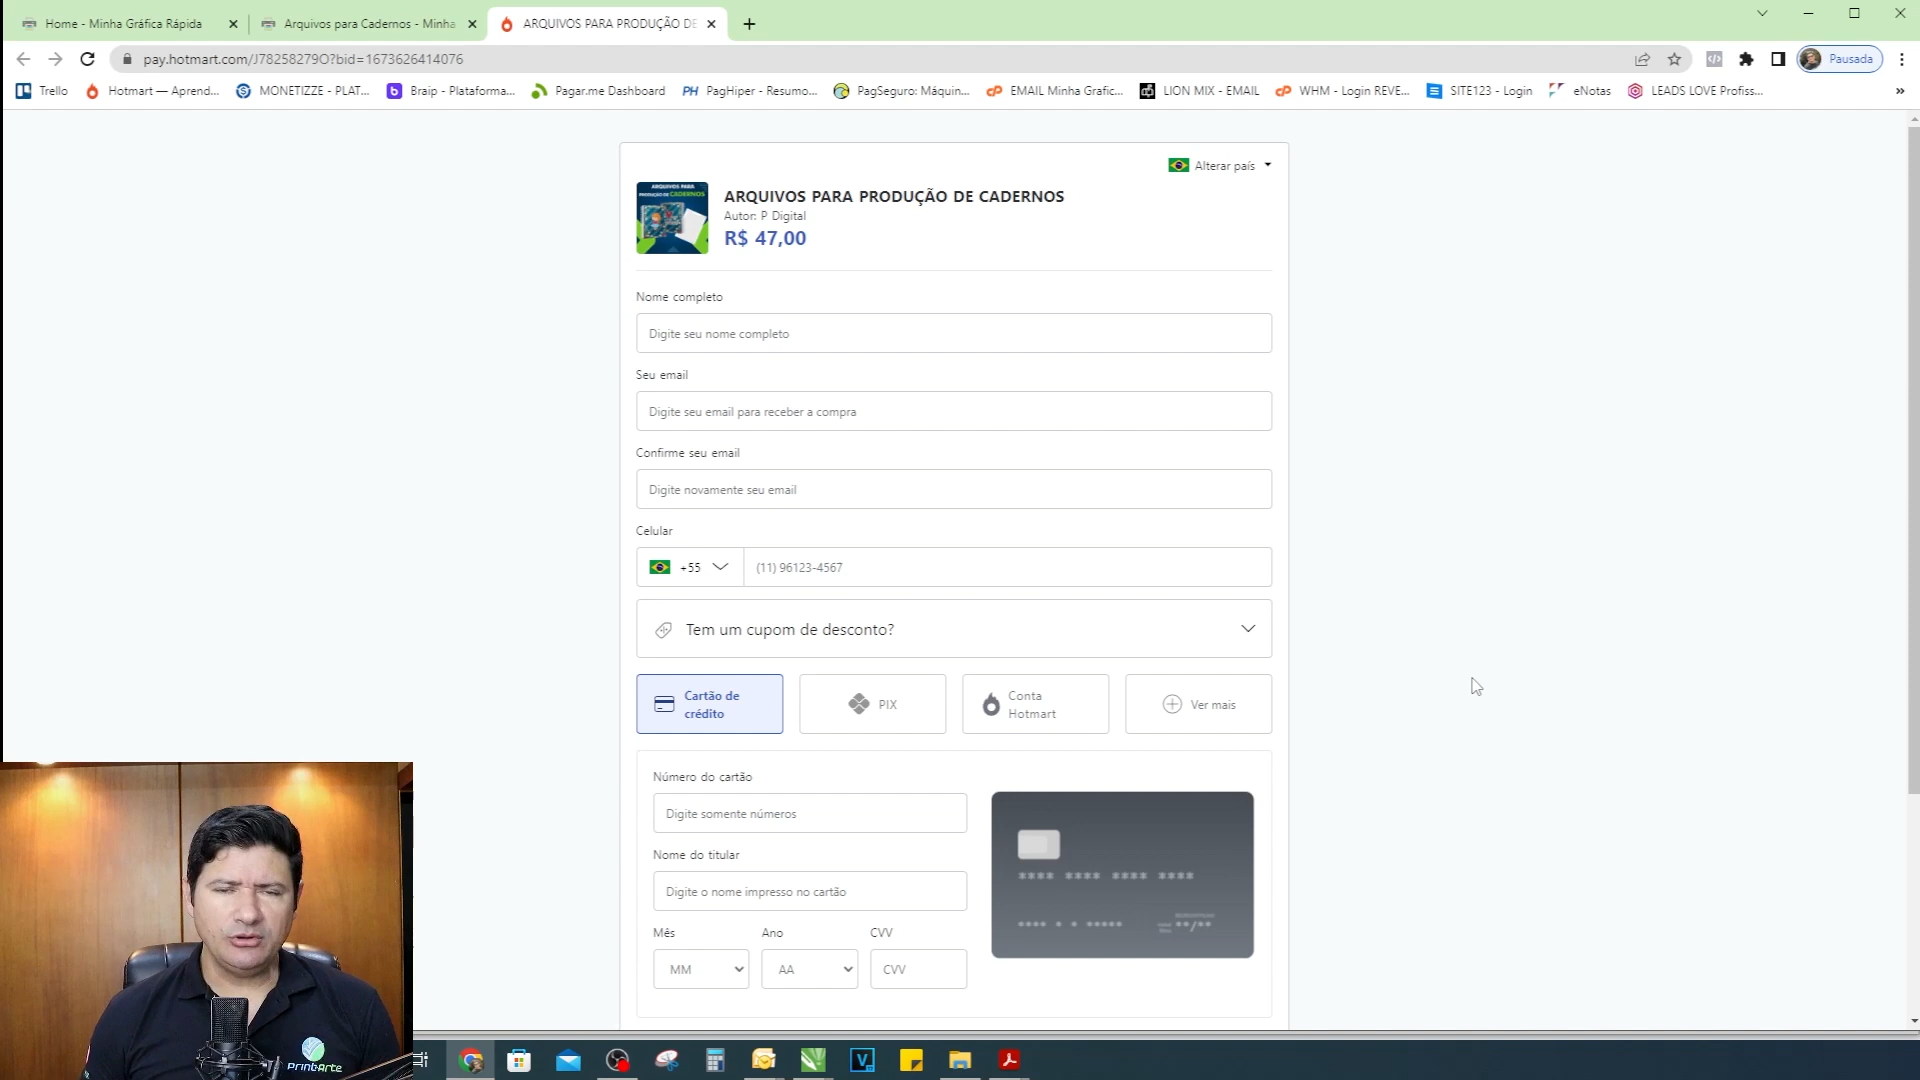 Home - Minha Gráfica Rápida
Arquivos para Cadernos - Minha
ARQUIVOS PARA PRODUÇÃO DE
pay.hotmart.com/J78258279O?bid=1673626414076
Pausada
Trello
Hotmart — Aprend...
MONETIZZE - PLAT...
Braip - Plataforma...
Pagar.me Dashboard
PagHiper - Resumo...
PagSeguro: Máquin...
EMAIL Minha Grafic...
LION MIX - EMAIL
WHM - Login REVE...
SITE123 - Login
eNotas
LEADS LOVE Profiss...
Alterar país
ARQUIVOS PARA
PRODUÇÃO DE CADERNOS
ARQUIVOS PARA PRODUÇÃO DE CADERNOS
Autor: P Digital
R$ 47,00
Nome completo
Digite seu nome completo
Seu email
Digite seu email para receber a compra
Confirme seu email
Digite novamente seu email
Celular
+55
(11) 96123-4567
Tem um cupom de desconto?
Cartão de
crédito
PIX
Conta
Hotmart
Ver mais
Número do cartão
Digite somente números
Nome do titular
Digite o nome impresso no cartão
Mês
Ano
CVV
MM
AA
CVV
**** **** **** ****
**/**
PrintArte